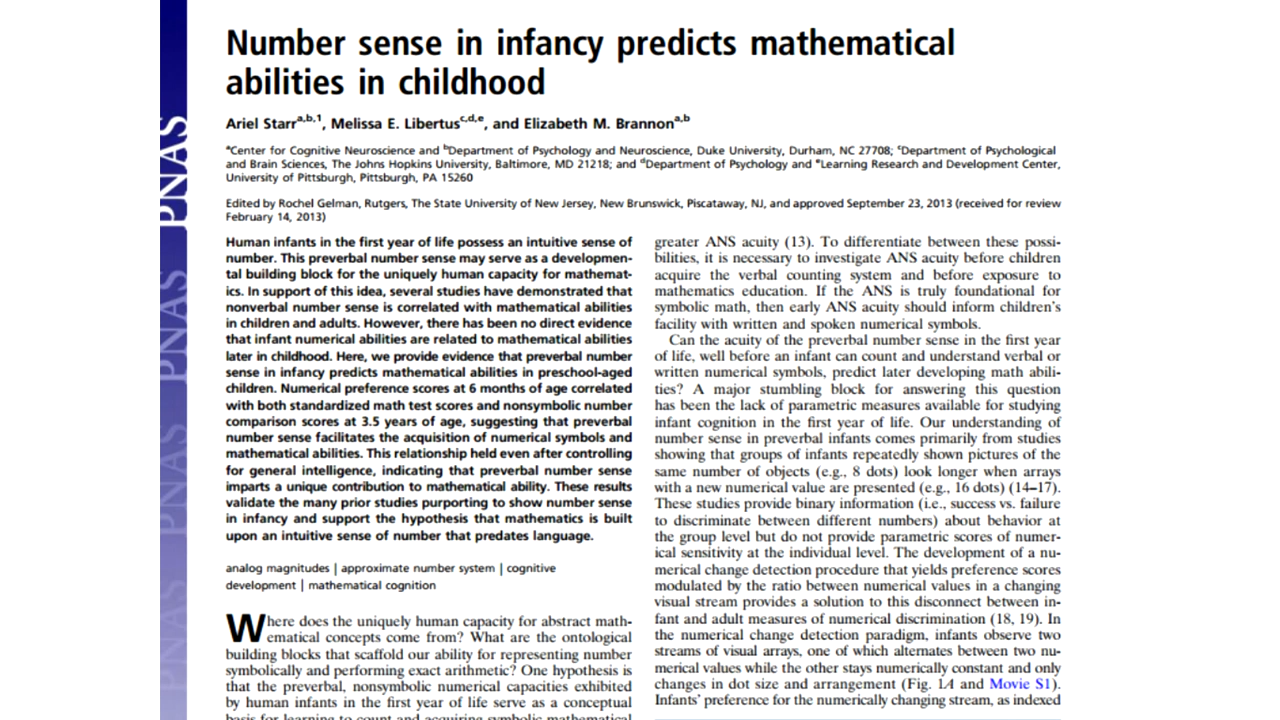 Number sense in infancy predicts mathematical
abilities in childhood
Ariel Starrᵃ,ᵇ,¹, Melissa E. Libertusᶜ,ᵈ,ᵉ, and Elizabeth M. Brannonᵃ,ᵇ
ᵃCenter for Cognitive Neuroscience and ᵇDepartment of Psychology and Neuroscience, Duke University, Durham, NC 27708; ᶜDepartment of Psychological
and Brain Sciences, The Johns Hopkins University, Baltimore, MD 21218; and ᵈDepartment of Psychology and ᵉLearning Research and Development Center,
University of Pittsburgh, Pittsburgh, PA 15260
Edited by Rochel Gelman, Rutgers, The State University of New Jersey, New Brunswick, Piscataway, NJ, and approved September 23, 2013 (received for review
February 14, 2013)
Human infants in the first year of life possess an intuitive sense of
number. This preverbal number sense may serve as a developmen-
tal building block for the uniquely human capacity for mathemat-
ics. In support of this idea, several studies have demonstrated that
nonverbal number sense is correlated with mathematical abilities
in children and adults. However, there has been no direct evidence
that infant numerical abilities are related to mathematical abilities
later in childhood. Here, we provide evidence that preverbal number
sense in infancy predicts mathematical abilities in preschool-aged
children. Numerical preference scores at 6 months of age correlated
with both standardized math test scores and nonsymbolic number
comparison scores at 3.5 years of age, suggesting that preverbal
number sense facilitates the acquisition of numerical symbols and
mathematical abilities. This relationship held even after controlling
for general intelligence, indicating that preverbal number sense
imparts a unique contribution to mathematical ability. These results
validate the many prior studies purporting to show number sense
in infancy and support the hypothesis that mathematics is built
upon an intuitive sense of number that predates language.
analog magnitudes | approximate number system | cognitive
development | mathematical cognition
Where does the uniquely human capacity for abstract math-
ematical concepts come from? What are the ontological
building blocks that scaffold our ability for representing number
symbolically and performing exact arithmetic? One hypothesis is
that the preverbal, nonsymbolic numerical capacities exhibited
by human infants in the first year of life serve as a conceptual
basis for learning to count and acquiring symbolic mathematical
greater ANS acuity (13). To differentiate between these possi-
bilities, it is necessary to investigate ANS acuity before children
acquire the verbal counting system and before exposure to
mathematics education. If the ANS is truly foundational for
symbolic math, then early ANS acuity should inform children's
facility with written and spoken numerical symbols.
Can the acuity of the preverbal number sense in the first year
of life, well before an infant can count and understand verbal or
written numerical symbols, predict later developing math abili-
ties? A major stumbling block for answering this question
has been the lack of parametric measures available for studying
infant cognition in the first year of life. Our understanding of
number sense in preverbal infants comes primarily from studies
showing that groups of infants repeatedly shown pictures of the
same number of objects (e.g., 8 dots) look longer when arrays
with a new numerical value are presented (e.g., 16 dots) (14–17).
These studies provide binary information (i.e., success vs. failure
to discriminate between different numbers) about behavior at
the group level but do not provide parametric scores of numer-
ical sensitivity at the individual level. The development of a nu-
merical change detection procedure that yields preference scores
modulated by the ratio between numerical values in a changing
visual stream provides a solution to this disconnect between in-
fant and adult measures of numerical discrimination (18, 19). In
the numerical change detection paradigm, infants observe two
streams of visual arrays, one of which alternates between two nu-
merical values while the other stays numerically constant and only
changes in dot size and arrangement (Fig. 1A and Movie S1).
Infants' preference for the numerically changing stream, as indexed
PNAS
PNAS
PNAS
PNAS